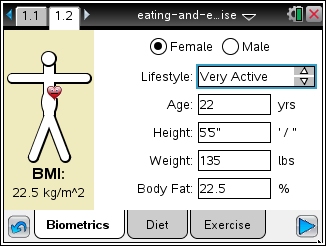 1.1 1.2 eating-and-e...ise
Female Male
Lifestyle: Very Active
Age: 22 yrs
Height: 5'5" ' / "
Weight: 135 lbs
Body Fat: 22.5 %
BMI:
22.5 kg/m^2
Biometrics Diet Exercise